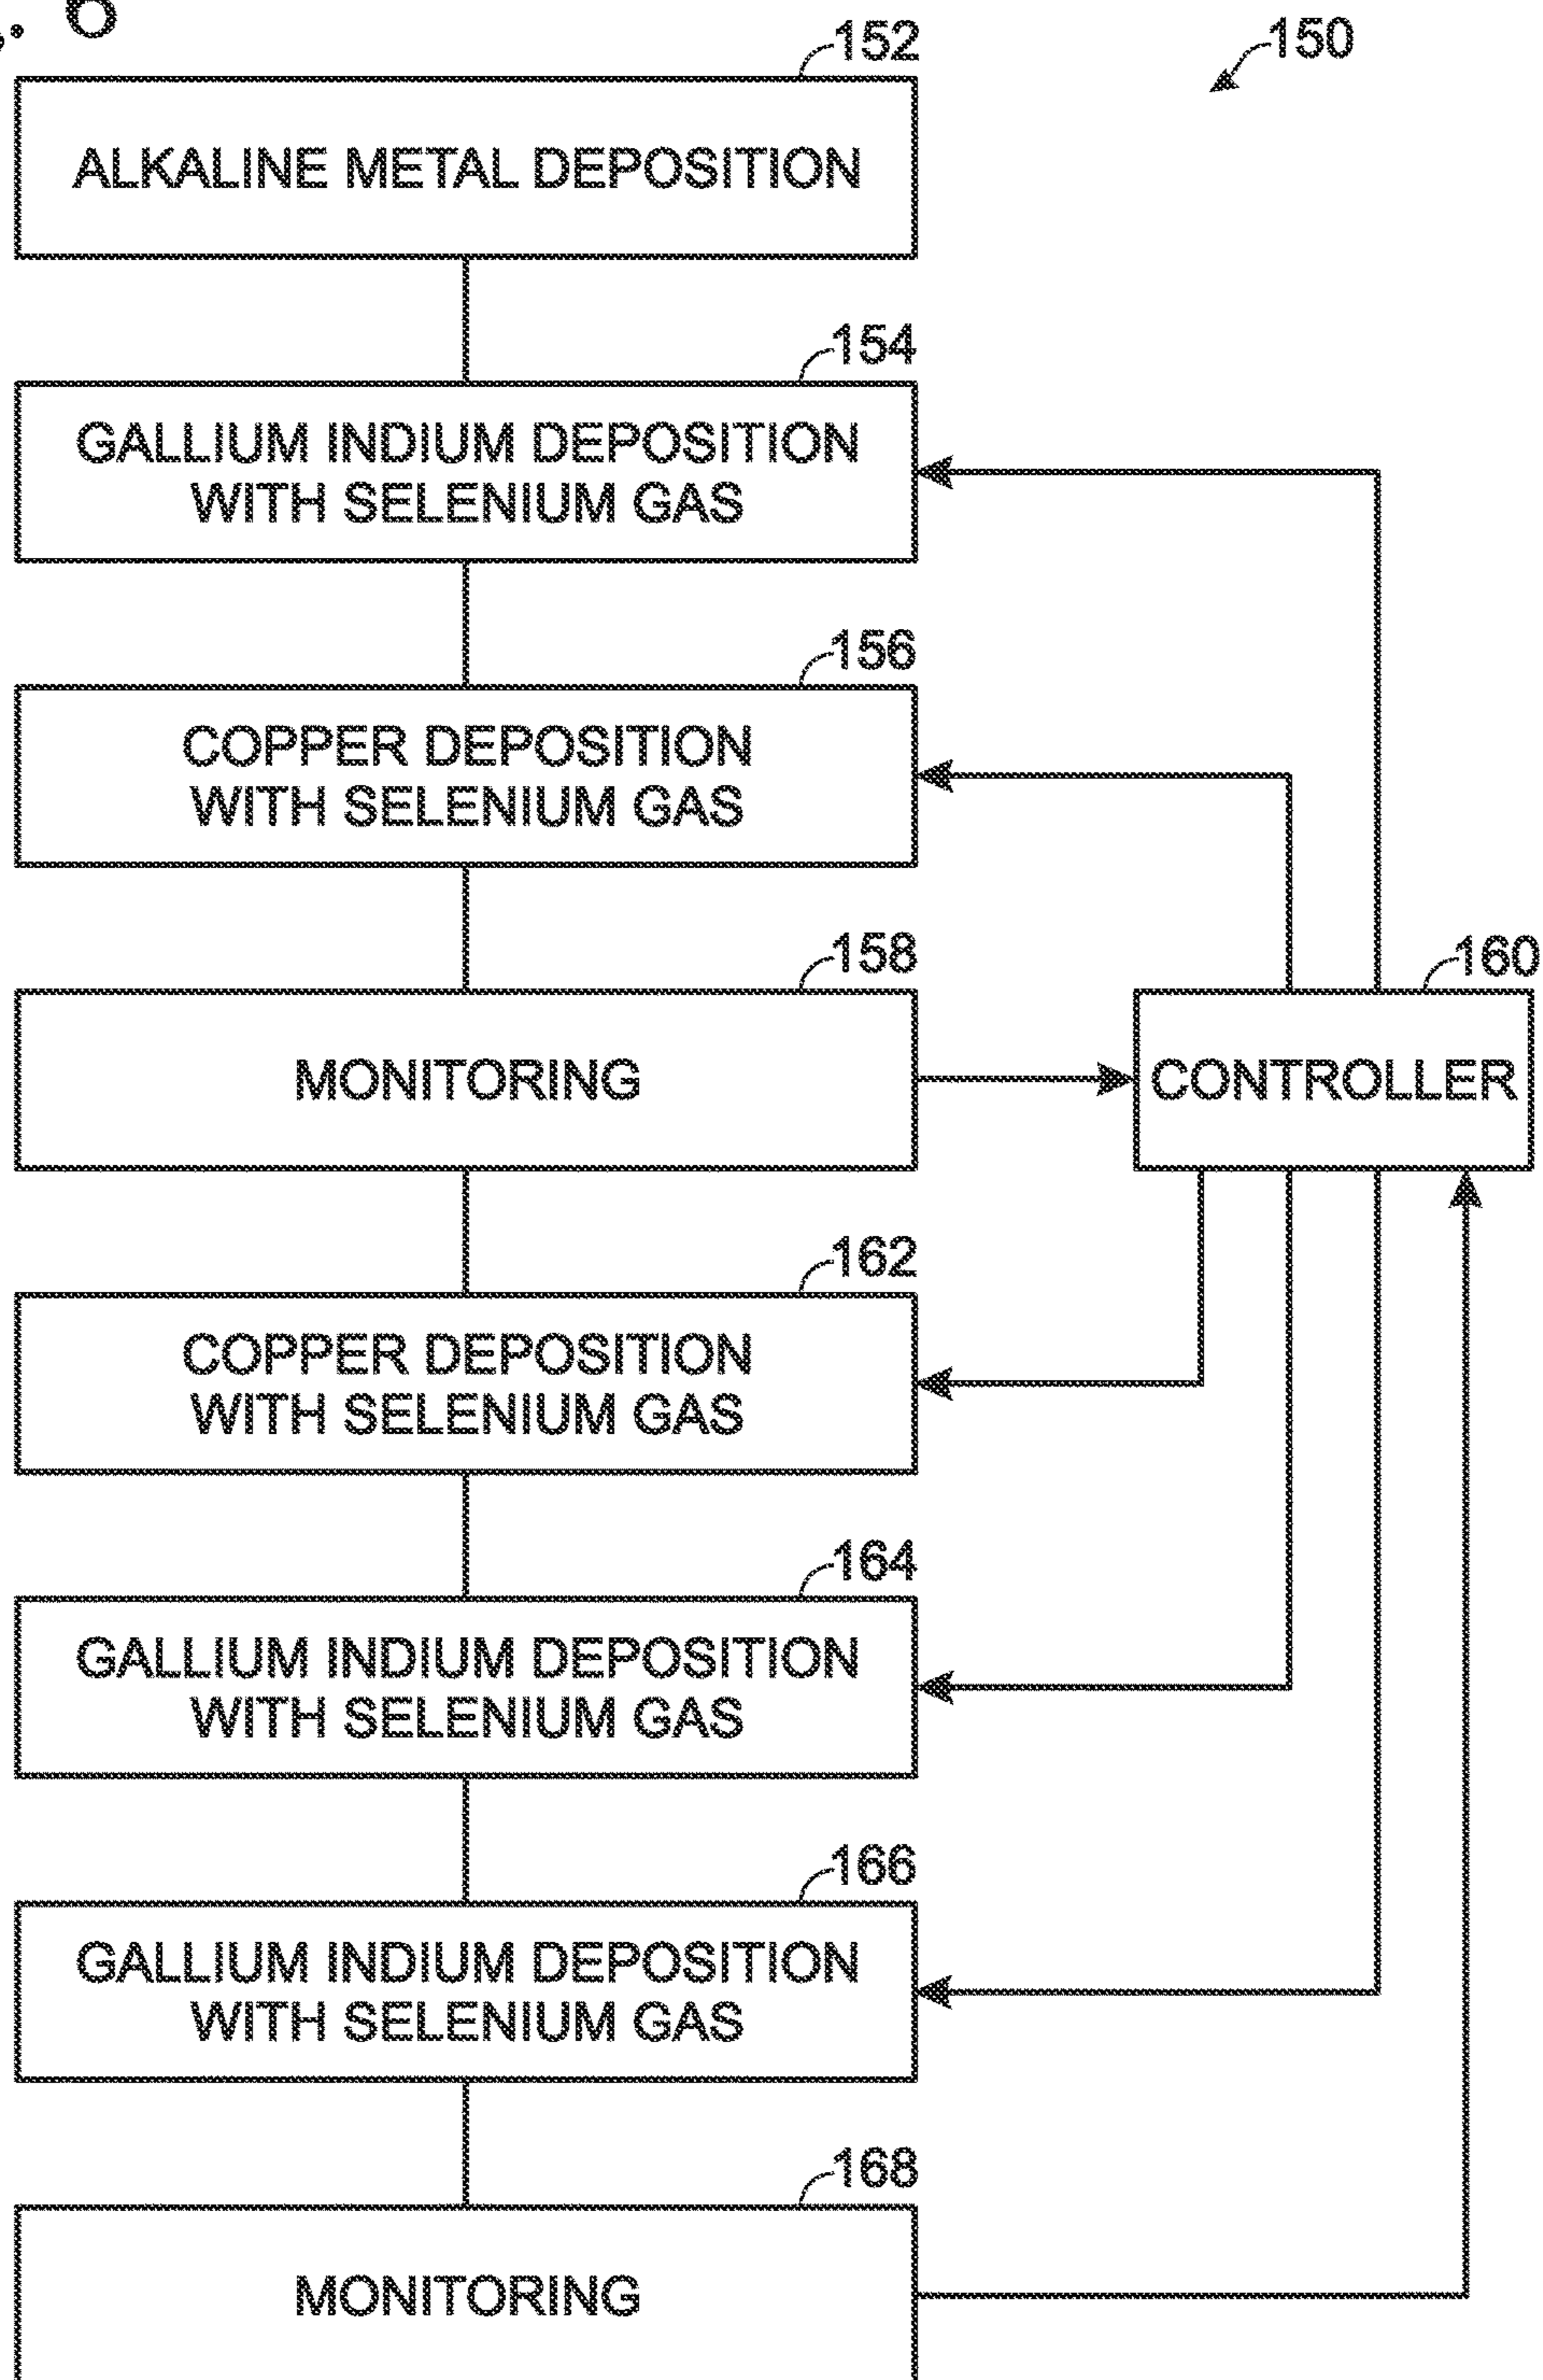 6
152
150
ALKALINE METAL DEPOSITION
154
GALLIUM INDIUM DEPOSITION
WITH SELENIUM GAS
156
COPPER DEPOSITION
WITH SELENIUM GAS
158
160
MONITORING
CONTROLLER
162
COPPER DEPOSITION
WITH SELENIUM GAS
164
GALLIUM INDIUM DEPOSITION
WITH SELENIUM GAS
166
GALLIUM INDIUM DEPOSITION
WITH SELENIUM GAS
168
MONITORING